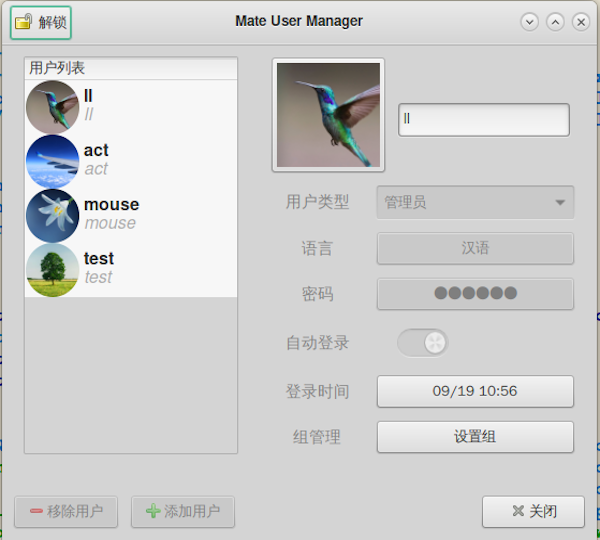 解锁
Mate User Manager
用户列表
ll
ll
act
act
mouse
mouse
test
test
ll
用户类型
管理员
语言
汉语
密码
●●●●●●
自动登录
登录时间
09/19 10:56
组管理
设置组
移除用户
添加用户
关闭